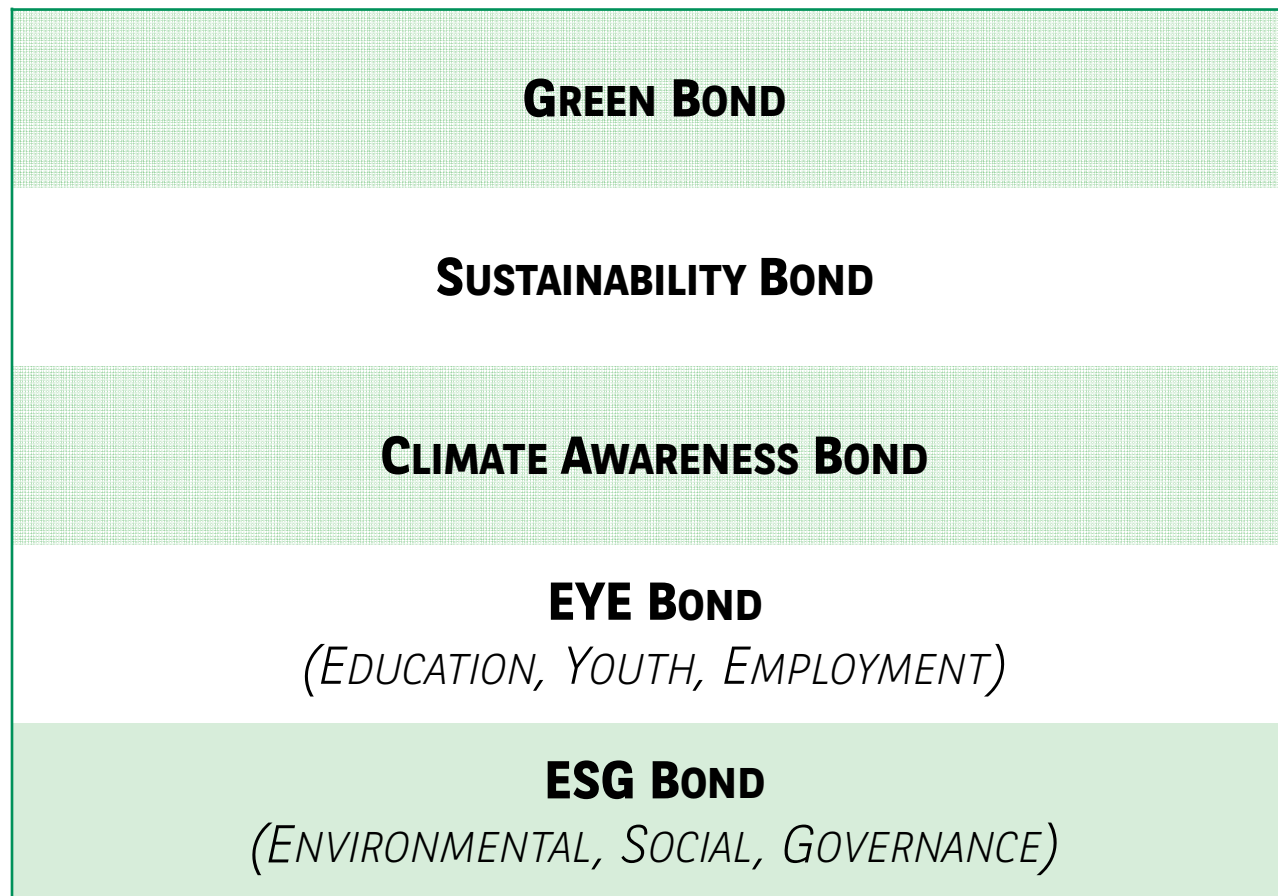 GREEN BOND
SUSTAINABILITY BOND
CLIMATE AWARENESS BOND
EYE BOND
(EDUCATION, YOUTH, EMPLOYMENT)
ESG BOND
(ENVIRONMENTAL, SOCIAL, GOVERNANCE)